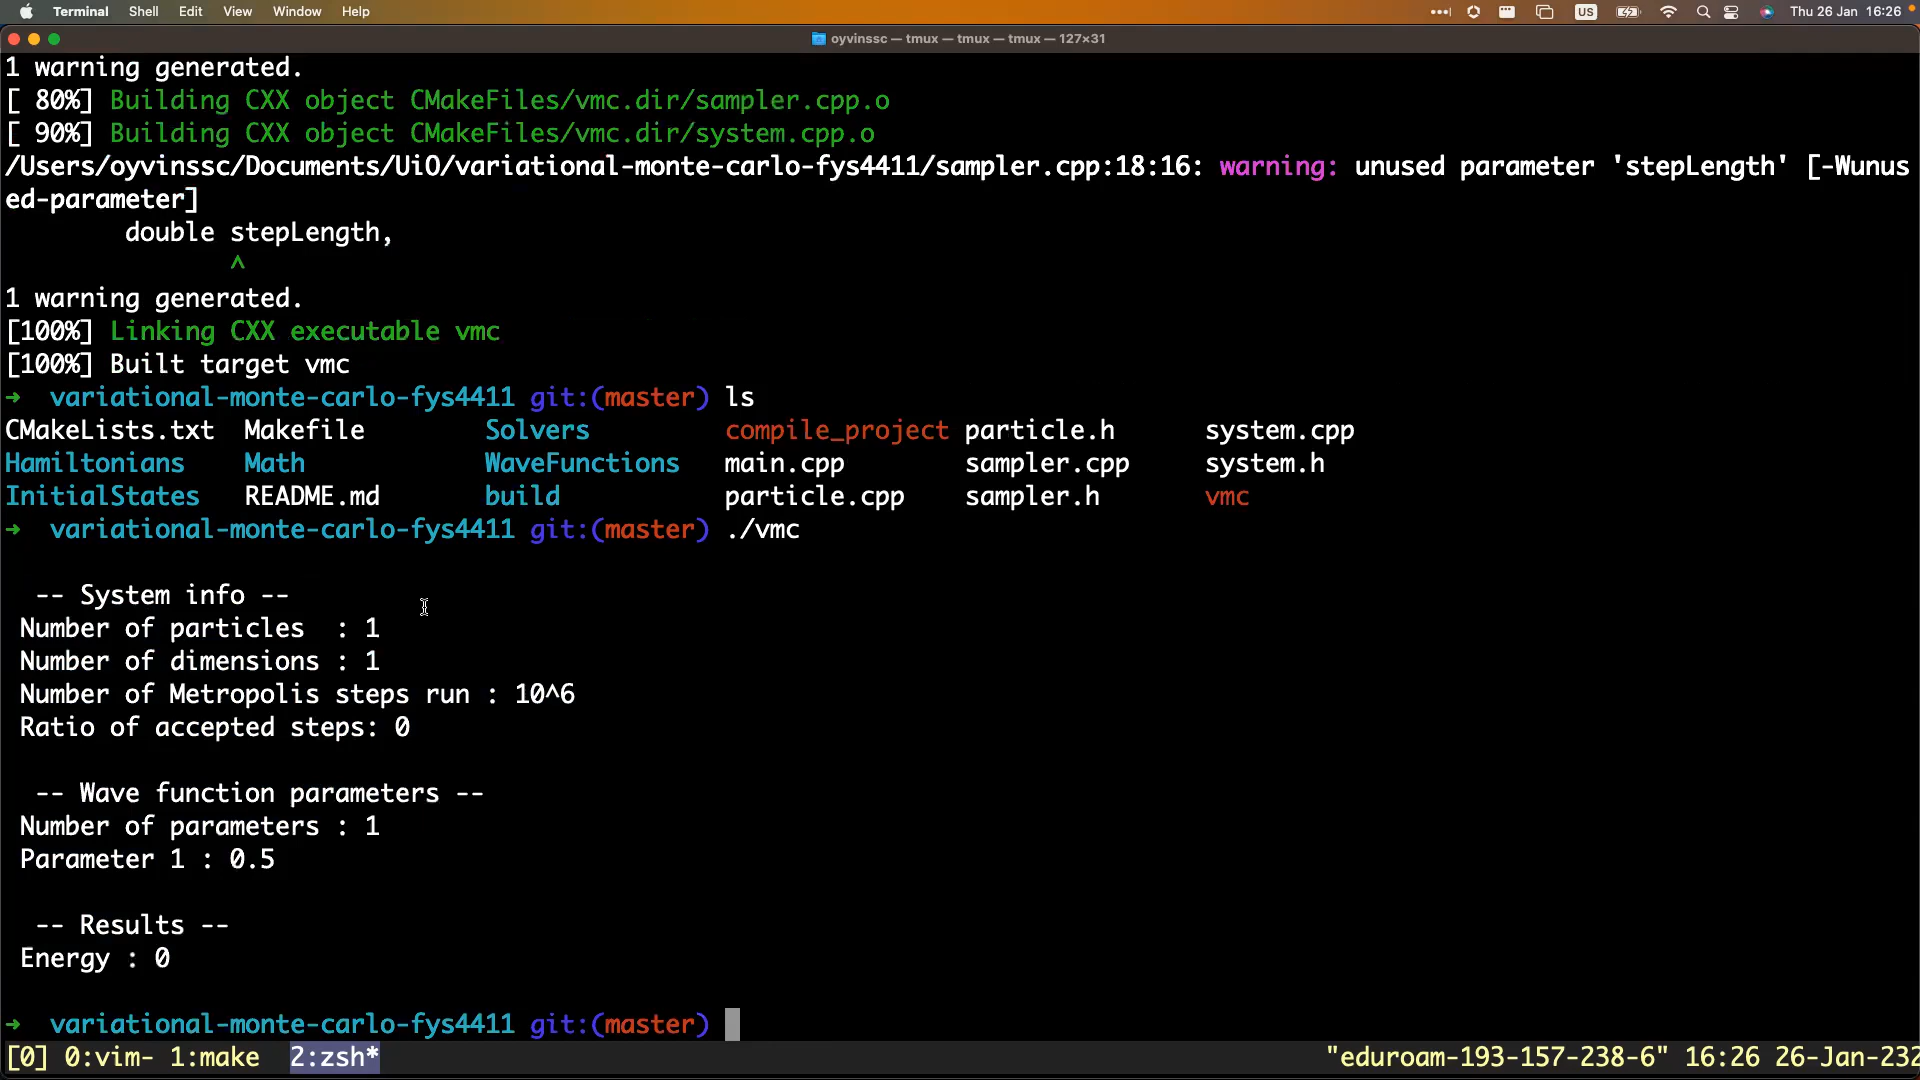 Terminal Shell Edit View Window Help US Thu 26 Jan 16:26
oyvinssc — tmux — tmux — tmux — 127×31
1 warning generated.
[ 80%] Building CXX object CMakeFiles/vmc.dir/sampler.cpp.o
[ 90%] Building CXX object CMakeFiles/vmc.dir/system.cpp.o
/Users/oyvinssc/Documents/UiO/variational-monte-carlo-fys4411/sampler.cpp:18:16: warning: unused parameter 'stepLength' [-Wunus
ed-parameter]
        double stepLength,
               ^
1 warning generated.
[100%] Linking CXX executable vmc
[100%] Built target vmc
➜  variational-monte-carlo-fys4411 git:(master) ls
CMakeLists.txt  Makefile        Solvers         compile_project particle.h      system.cpp
Hamiltonians    Math            WaveFunctions   main.cpp        sampler.cpp     system.h
InitialStates   README.md       build           particle.cpp    sampler.h       vmc
➜  variational-monte-carlo-fys4411 git:(master) ./vmc
  -- System info --
 Number of particles  : 1
 Number of dimensions : 1
 Number of Metropolis steps run : 10^6
 Ratio of accepted steps: 0
  -- Wave function parameters --
 Number of parameters : 1
 Parameter 1 : 0.5
  -- Results --
 Energy : 0
➜  variational-monte-carlo-fys4411 git:(master)
[0] 0:vim- 1:make  2:zsh* "eduroam-193-157-238-6" 16:26 26-Jan-232